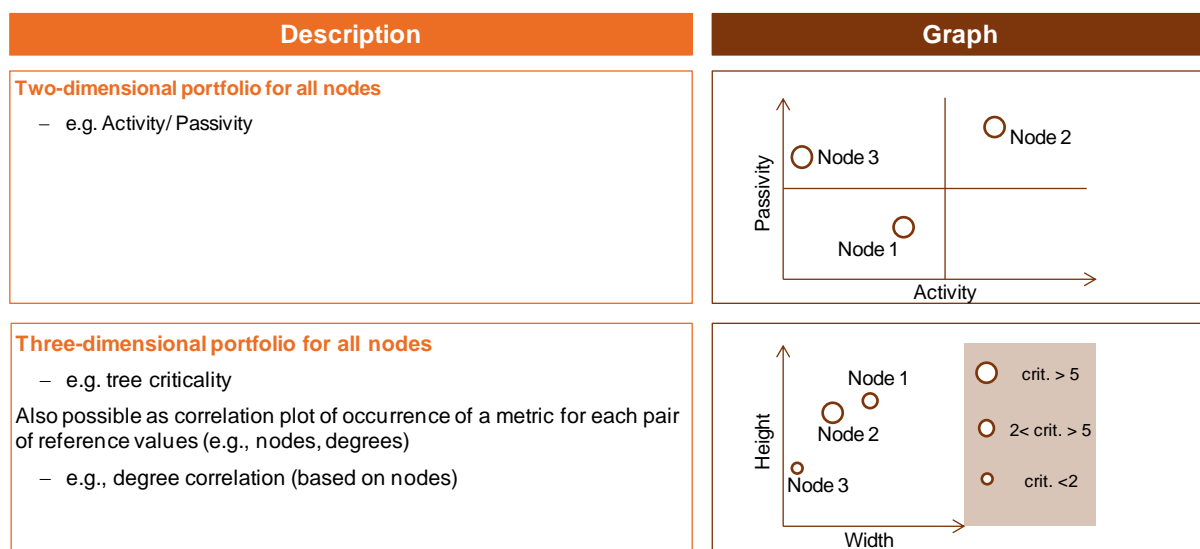 Description
Graph
Two-dimensional portfolio for all nodes
– e.g. Activity/ Passivity
Passivity
Node 3
Node 2
Node 1
Activity
Three-dimensional portfolio for all nodes
– e.g. tree criticality
Also possible as correlation plot of occurrence of a metric for each pair
of reference values (e.g., nodes, degrees)
– e.g., degree correlation (based on nodes)
Height
Node 1
Node 2
Node 3
Width
crit. > 5
2< crit. > 5
crit. <2